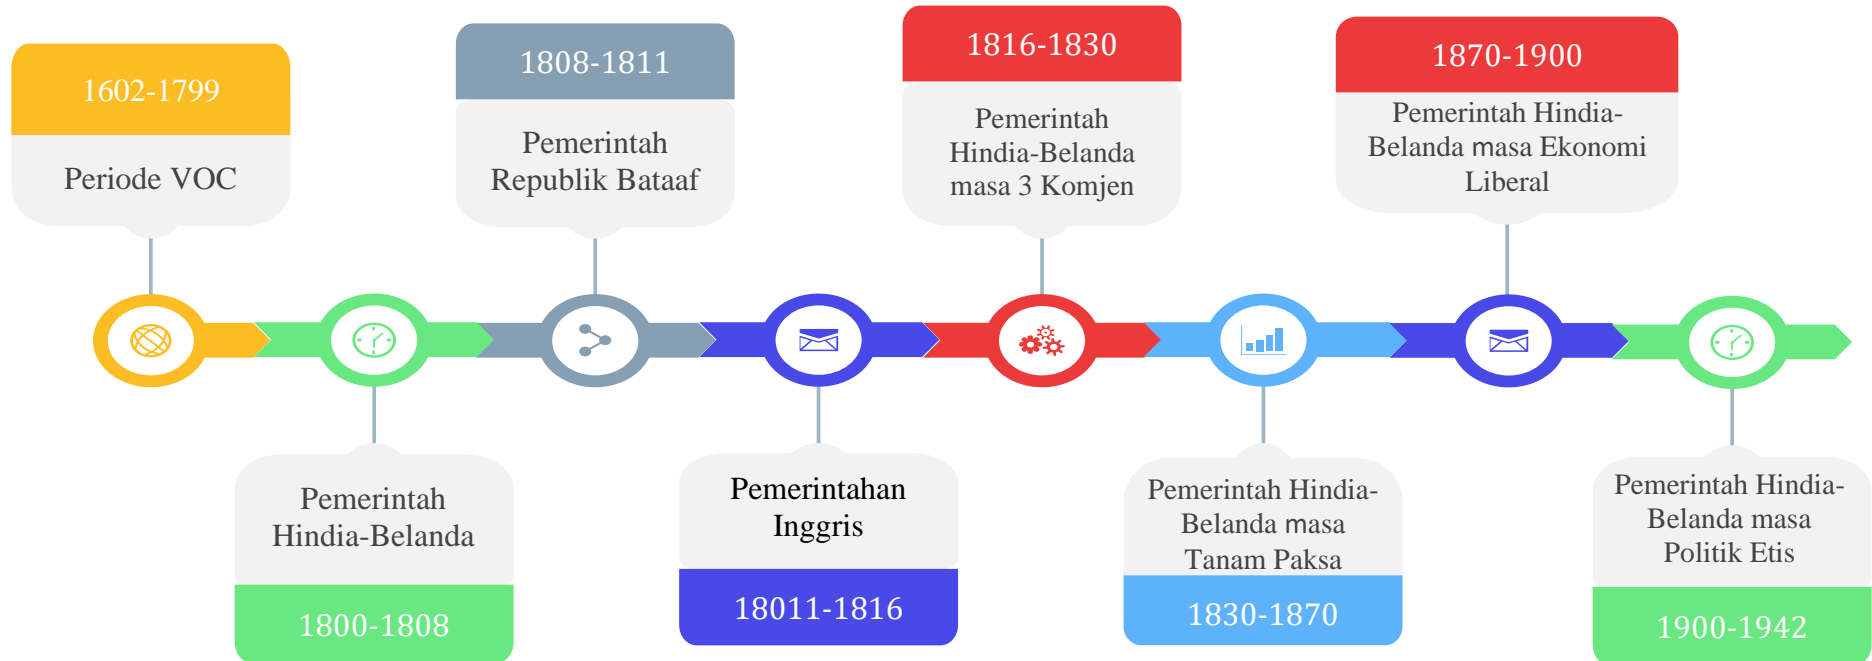 1602-1799
Periode VOC
Pemerintah
Hindia-Belanda
1800-1808
1808-1811
Pemerintah
Republik Bataaf
Pemerintahan
Inggris
18011-1816
1816-1830
Pemerintah
Hindia-Belanda
masa 3 Komjen
Pemerintah Hindia-
Belanda masa
Tanam Paksa
1830-1870
1870-1900
Pemerintah Hindia-
Belanda masa Ekonomi
Liberal
Pemerintah Hindia-
Belanda masa
Politik Etis
1900-1942